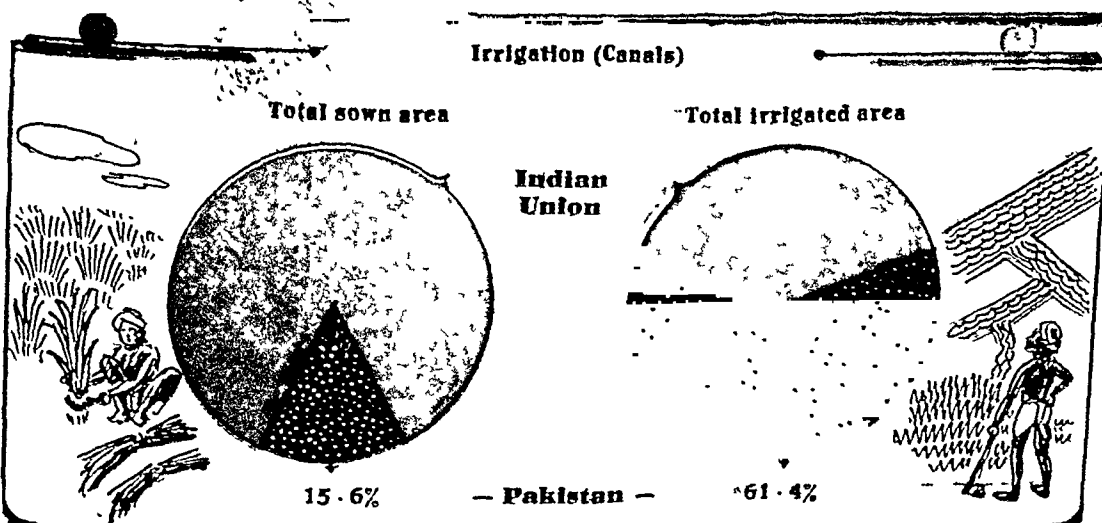 Irrigation (Canals)
Total sown area
Total irrigated area
Indian
Union
15·6%
— Pakistan —
61·4%